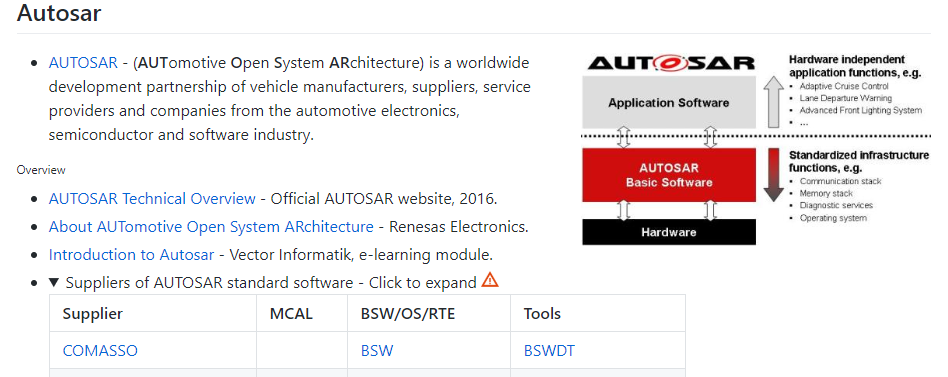 Autosar
AUTOSAR - (AUTomotive Open System ARchitecture) is a worldwide
development partnership of vehicle manufacturers, suppliers, service
providers and companies from the automotive electronics,
semiconductor and software industry.
Overview
AUTOSAR Technical Overview - Official AUTOSAR website, 2016.
About AUTomotive Open System ARchitecture - Renesas Electronics.
Introduction to Autosar - Vector Informatik, e-learning module.
Suppliers of AUTOSAR standard software - Click to expand
Supplier MCAL BSW/OS/RTE Tools
COMASSO BSW BSWDT
AUTOSAR
Application Software
AUTOSAR
Basic Software
Hardware
Hardware independent
application functions, e.g.
• Adaptive Cruise Control
• Lane Departure Warning
• Advanced Front Lighting System
• ...
Standardized infrastructure
functions, e.g.
• Communication stack
• Memory stack
• Diagnostic services
• Operating system